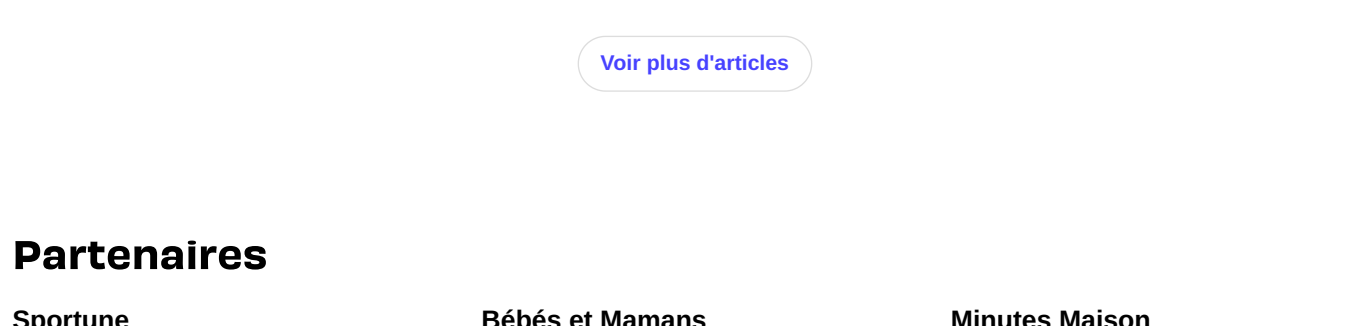 Voir plus d'articles
Partenaires
Sportune
Bébés et Mamans
Minutes Maison